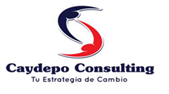 Caydepo Consulting
Tu Estrategia de Cambio